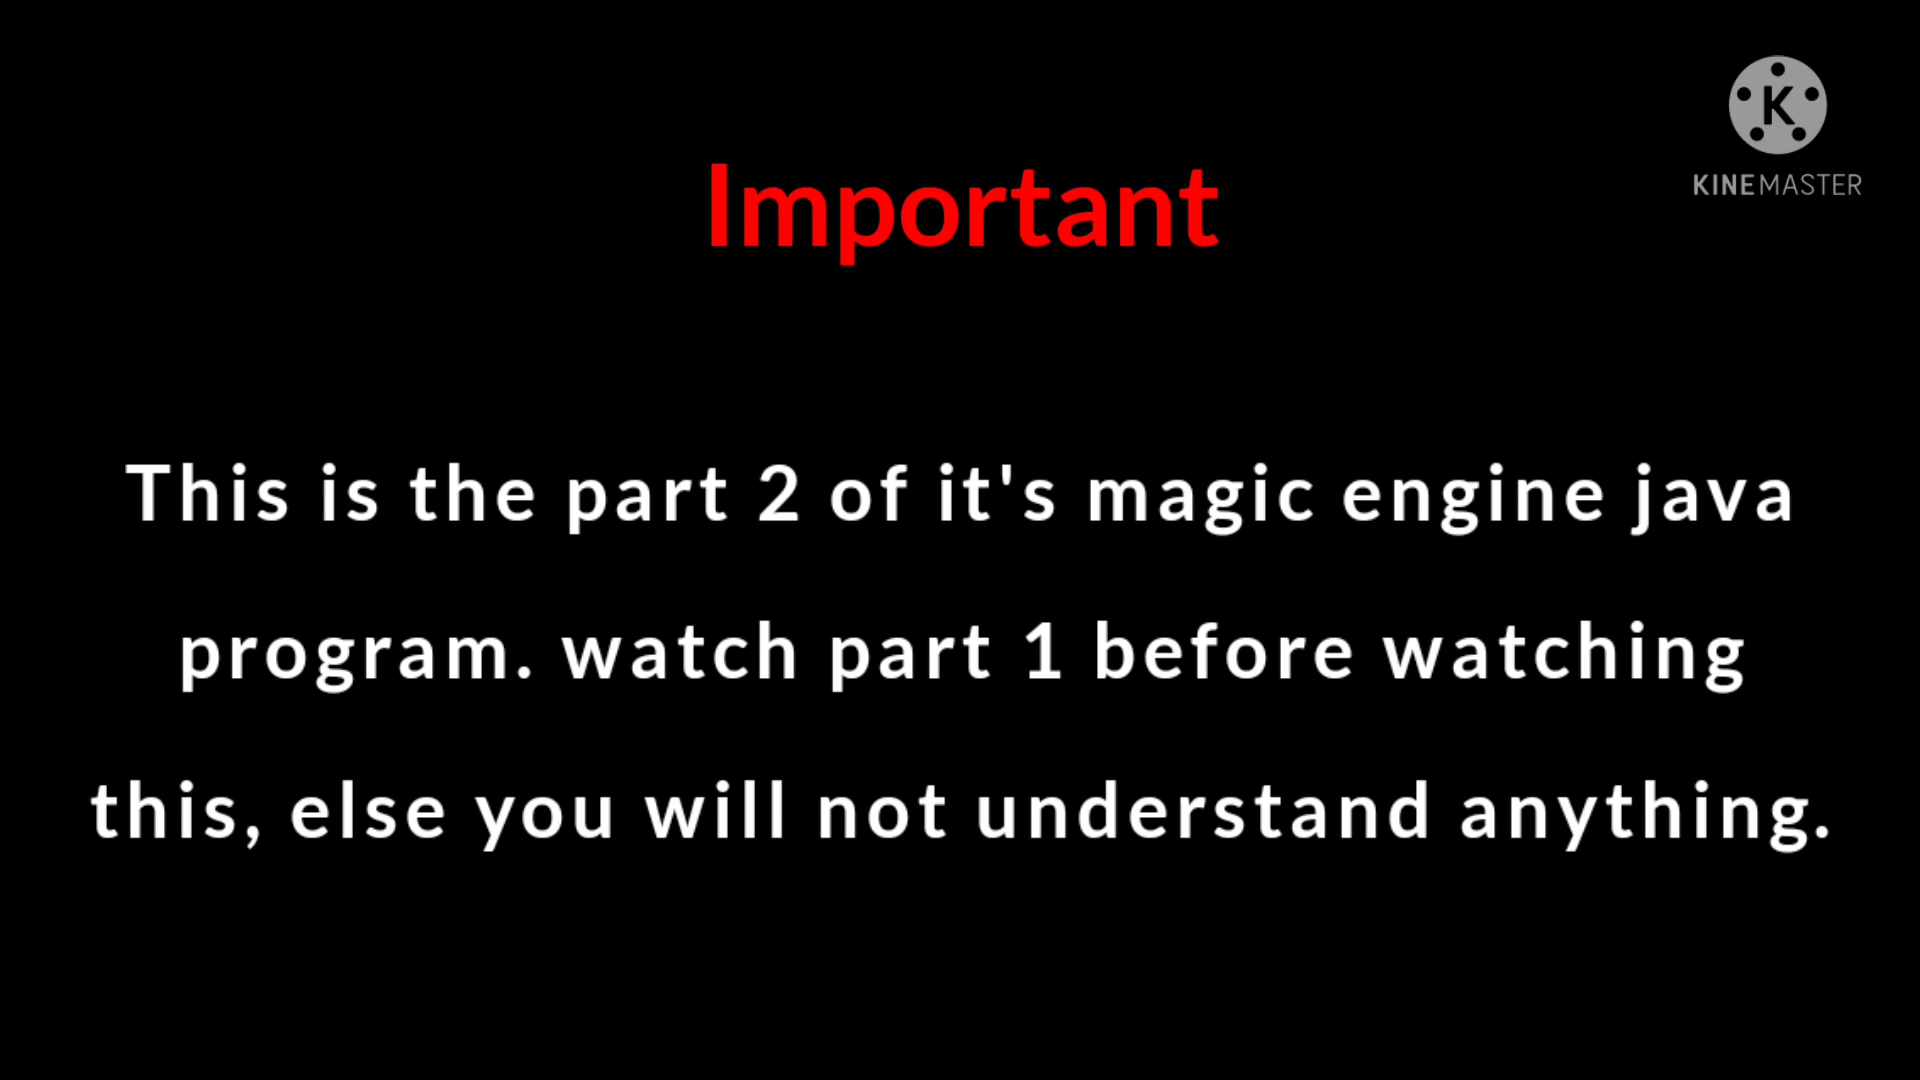 K
KINEMASTER
Important
This is the part 2 of it's magic engine java
program. watch part 1 before watching
this, else you will not understand anything.